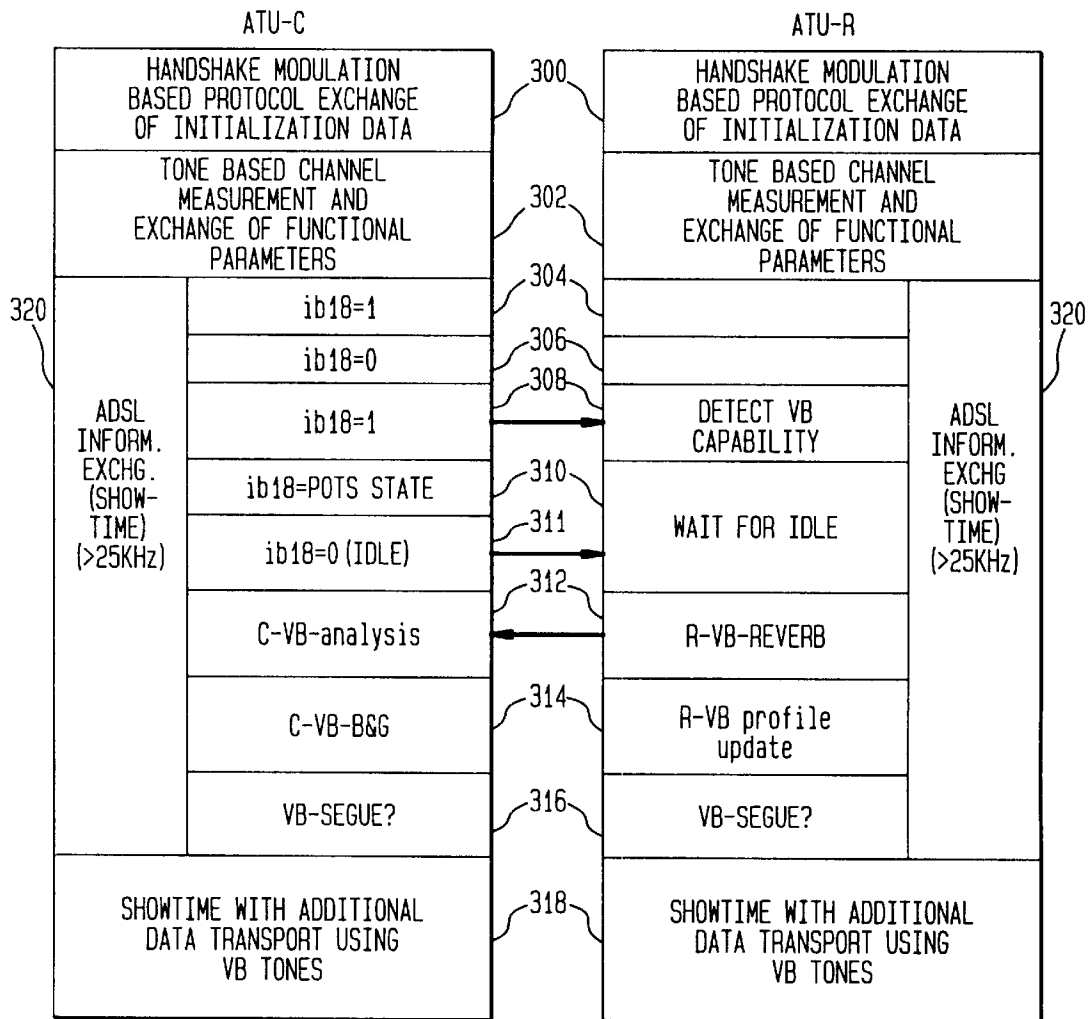 ATU-C
HANDSHAKE MODULATION
BASED PROTOCOL EXCHANGE
OF INITIALIZATION DATA
TONE BASED CHANNEL
MEASUREMENT AND
EXCHANGE OF FUNCTIONAL
PARAMETERS
320
ADSL
INFORM.
EXCHG.
(SHOW-
TIME)
(>25KHz)
ib18=1
ib18=0
ib18=1
ib18=POTS STATE
ib18=0(IDLE)
C-VB-analysis
C-VB-B&G
VB-SEGUE?
SHOWTIME WITH ADDITIONAL
DATA TRANSPORT USING
VB TONES
300
302
304
306
308
310
311
312
314
316
318
ATU-R
HANDSHAKE MODULATION
BASED PROTOCOL EXCHANGE
OF INITIALIZATION DATA
TONE BASED CHANNEL
MEASUREMENT AND
EXCHANGE OF FUNCTIONAL
PARAMETERS
DETECT VB
CAPABILITY
WAIT FOR IDLE
R-VB-REVERB
R-VB profile
update
VB-SEGUE?
ADSL
INFORM.
EXCHG
(SHOW-
TIME)
(>25KHz)
320
SHOWTIME WITH ADDITIONAL
DATA TRANSPORT USING
VB TONES